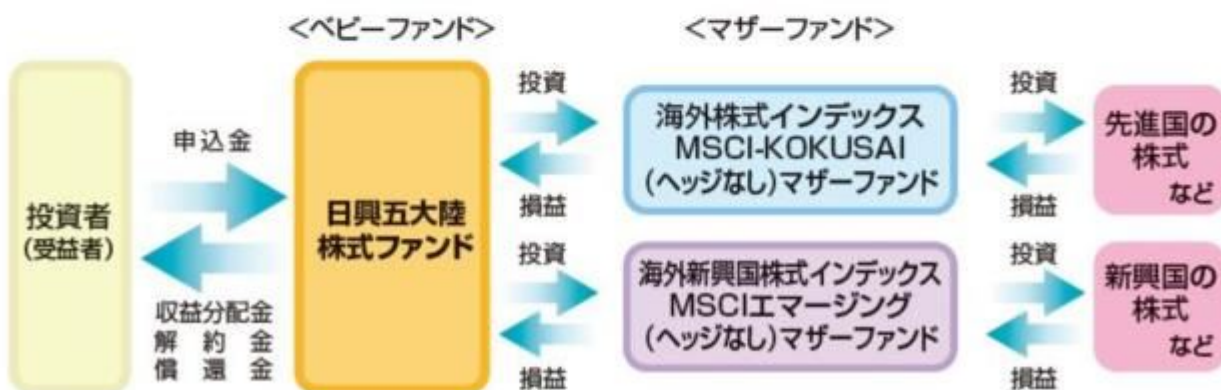 <ベビーファンド>
<マザーファンド>
投資者
(受益者)
申込金
収益分配金
解約金
償還金
日興五大陸
株式ファンド
投資
損益
海外株式インデックス
MSCI-KOKUSAI
(ヘッジなし)マザーファンド
投資
損益
先進国の
株式
など
投資
損益
海外新興国株式インデックス
MSCIエマージング
(ヘッジなし)マザーファンド
投資
損益
新興国の
株式
など